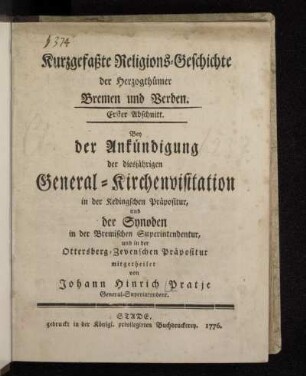 § 374
Kurzgefaßte Religions-Geschichte
der Herzogthümer
Bremen und Verden.
Erster Abschnitt.
Bey
der Ankündigung
der diesjährigen
General-Kirchenvisitation
in der Kedingschen Präpositur,
und
der Synoden
in der Bremischen Superintendentur,
und in der
Ottersberg-Zevenschen Präpositur
mitgetheilet
von
Johann Hinrich Pratje
General-Superintendent.
STADE,
gedruckt in der Königl. privilegirten Buchdruckerey. 1776.